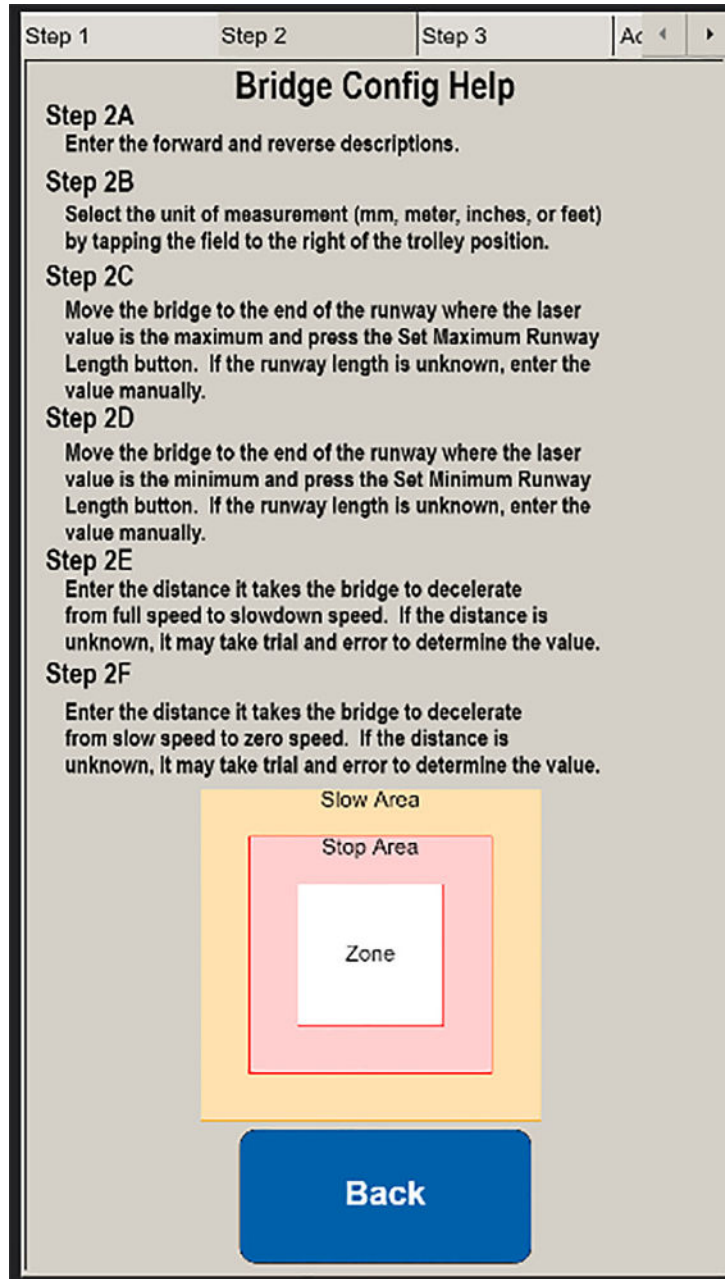 Step 1 Step 2 Step 3 Ac
Bridge Config Help
Step 2A
Enter the forward and reverse descriptions.
Step 2B
Select the unit of measurement (mm, meter, inches, or feet)
by tapping the field to the right of the trolley position.
Step 2C
Move the bridge to the end of the runway where the laser
value is the maximum and press the Set Maximum Runway
Length button. If the runway length is unknown, enter the
value manually.
Step 2D
Move the bridge to the end of the runway where the laser
value is the minimum and press the Set Minimum Runway
Length button. If the runway length is unknown, enter the
value manually.
Step 2E
Enter the distance it takes the bridge to decelerate
from full speed to slowdown speed. If the distance is
unknown, it may take trial and error to determine the value.
Step 2F
Enter the distance it takes the bridge to decelerate
from slow speed to zero speed. If the distance is
unknown, it may take trial and error to determine the value.
Slow Area
Stop Area
Zone
Back